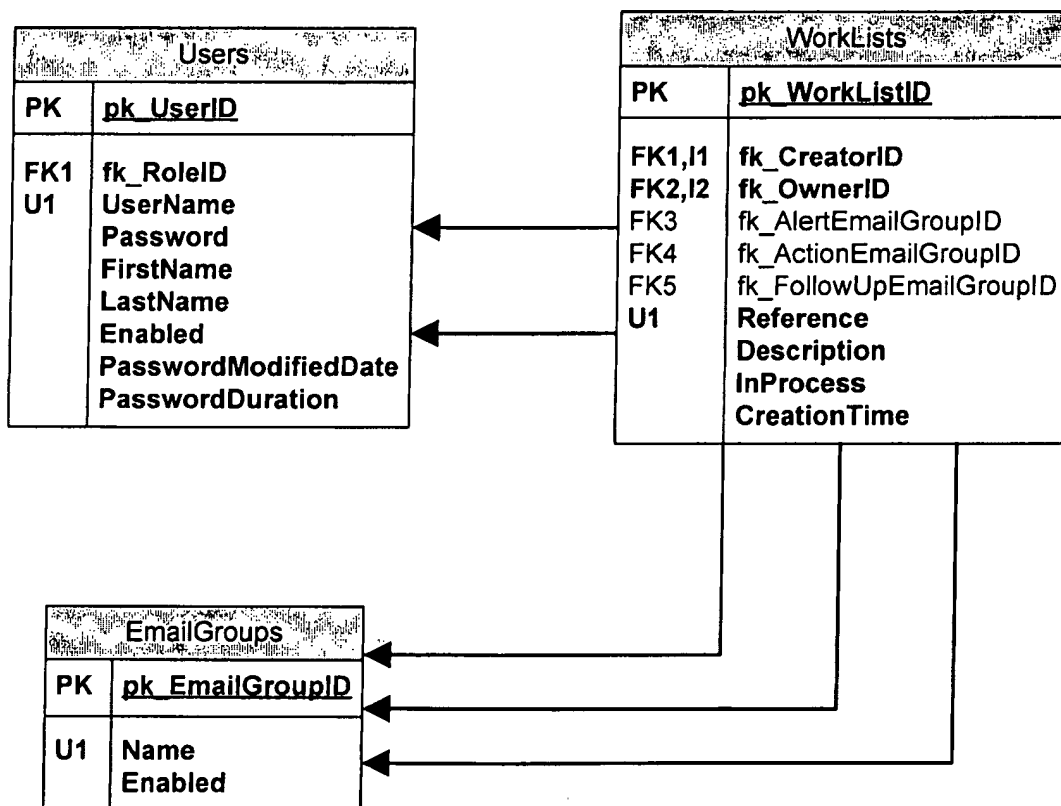 Users
PK pk_UserID
FK1 fk_RoleID
U1 UserName
Password
FirstName
LastName
Enabled
PasswordModifiedDate
PasswordDuration
WorkLists
PK pk_WorkListID
FK1,I1 fk_CreatorID
FK2,I2 fk_OwnerID
FK3 fk_AlertEmailGroupID
FK4 fk_ActionEmailGroupID
FK5 fk_FollowUpEmailGroupID
U1 Reference
Description
InProcess
CreationTime
EmailGroups
PK pk_EmailGroupID
U1 Name
Enabled